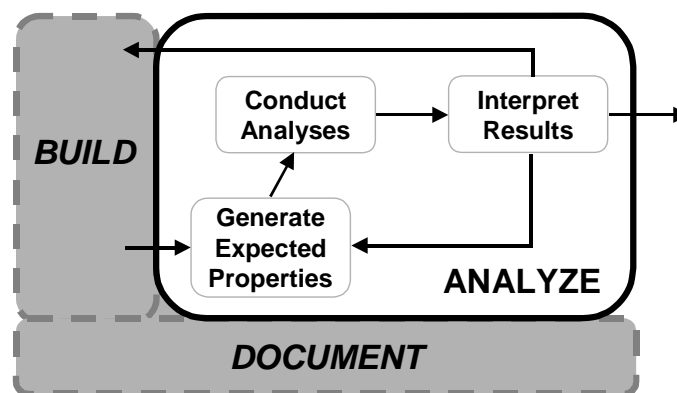 Conduct
Analyses
Interpret
Results
BUILD
Generate
Expected
Properties
ANALYZE
DOCUMENT